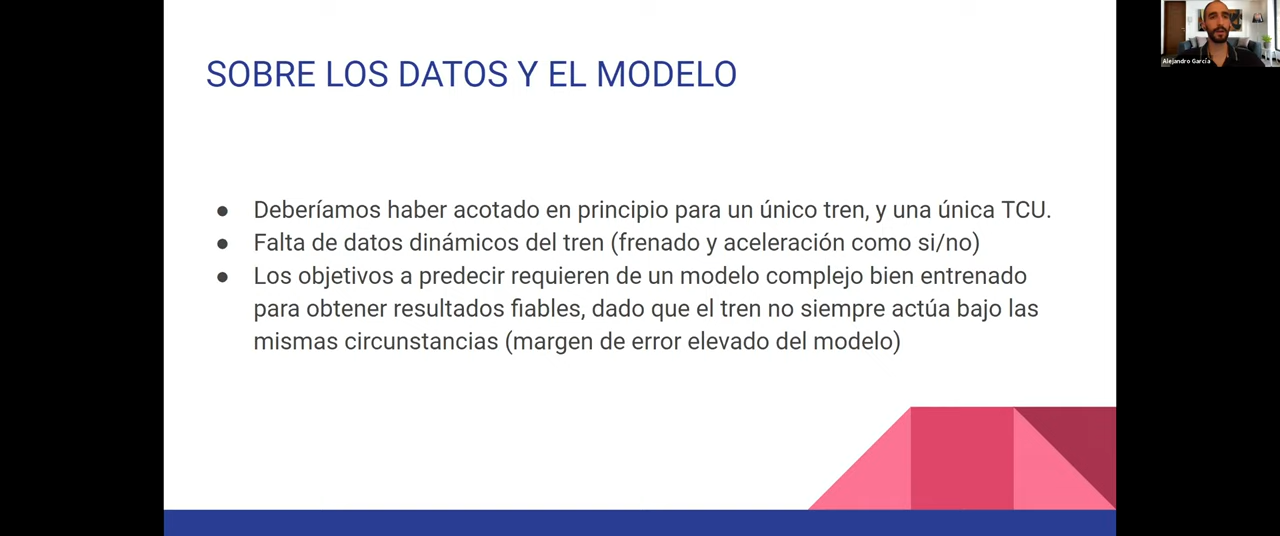 SOBRE LOS DATOS Y EL MODELO
● Deberíamos haber acotado en principio para un único tren, y una única TCU.
● Falta de datos dinámicos del tren (frenado y aceleración como si/no)
● Los objetivos a predecir requieren de un modelo complejo bien entrenado
para obtener resultados fiables, dado que el tren no siempre actúa bajo las
mismas circunstancias (margen de error elevado del modelo)
Alejandro García